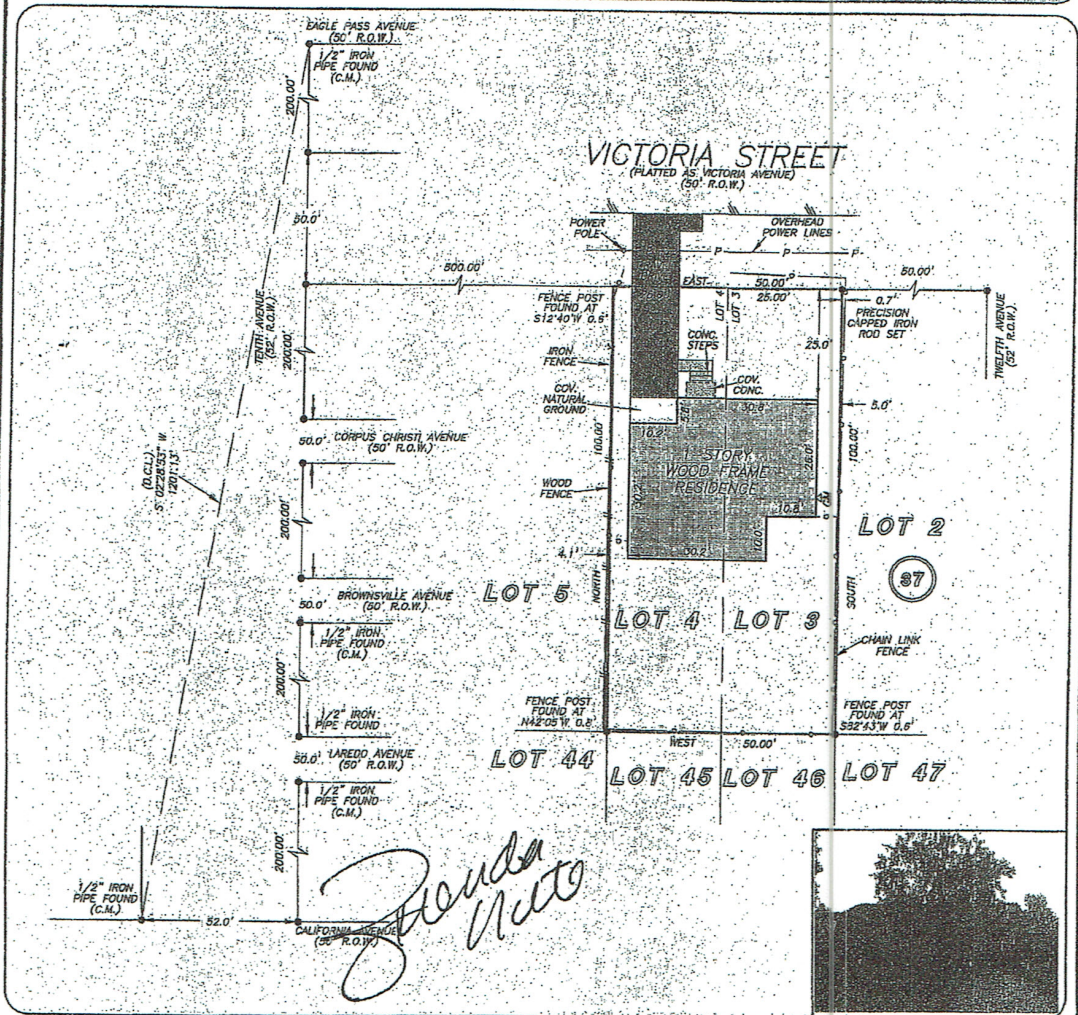 EAGLE PASS AVENUE
(50' R.O.W.)
1/2" IRON
PIPE FOUND
(C.M.)
200.00'
VICTORIA STREET
(PLATTED AS VICTORIA AVENUE)
(50' R.O.W.)
50.0'
POWER
POLE
OVERHEAD
POWER LINES
P
P
P
500.00'
EAST
50.00'
25.00'
50.00'
FENCE POST
FOUND AT
S12°40'W 0.6'
LOT 4
LOT 3
0.7'
PRECISION
CAPPED IRON
ROD SET
TENTH AVENUE
(52' R.O.W.)
200.00'
TWELFTH AVENUE
(52' R.O.W.)
IRON
FENCE
CONC.
STEPS
25.0'
COV.
NATURAL
GROUND
COV.
CONC.
30.8'
5.0'
50.0'
CORPUS CHRISTI AVENUE
(50' R.O.W.)
100.00'
1 STORY
WOOD FRAME
RESIDENCE
100.00'
(D.C.L.)
S 02°28'53" W
1201.13'
WOOD
FENCE
30.2'
10.8'
200.00'
LOT 2
4.1'
10.0'
37
50.0'
BROWNSVILLE AVENUE
(50' R.O.W.)
LOT 5
NORTH
SOUTH
LOT 4
LOT 3
1/2" IRON
PIPE FOUND
(C.M.)
CHAIN LINK
FENCE
200.00'
FENCE POST
FOUND AT
N42°05'W 0.6'
FENCE POST
FOUND AT
S82°43'W 0.6'
1/2" IRON
PIPE FOUND
WEST
50.00'
50.0'
LAREDO AVENUE
(50' R.O.W.)
LOT 44
LOT 45
LOT 46
LOT 47
1/2" IRON
PIPE FOUND
(C.M.)
200.00'
1/2" IRON
PIPE FOUND
(C.M.)
52.0'
CALIFORNIA AVENUE
(50' R.O.W.)